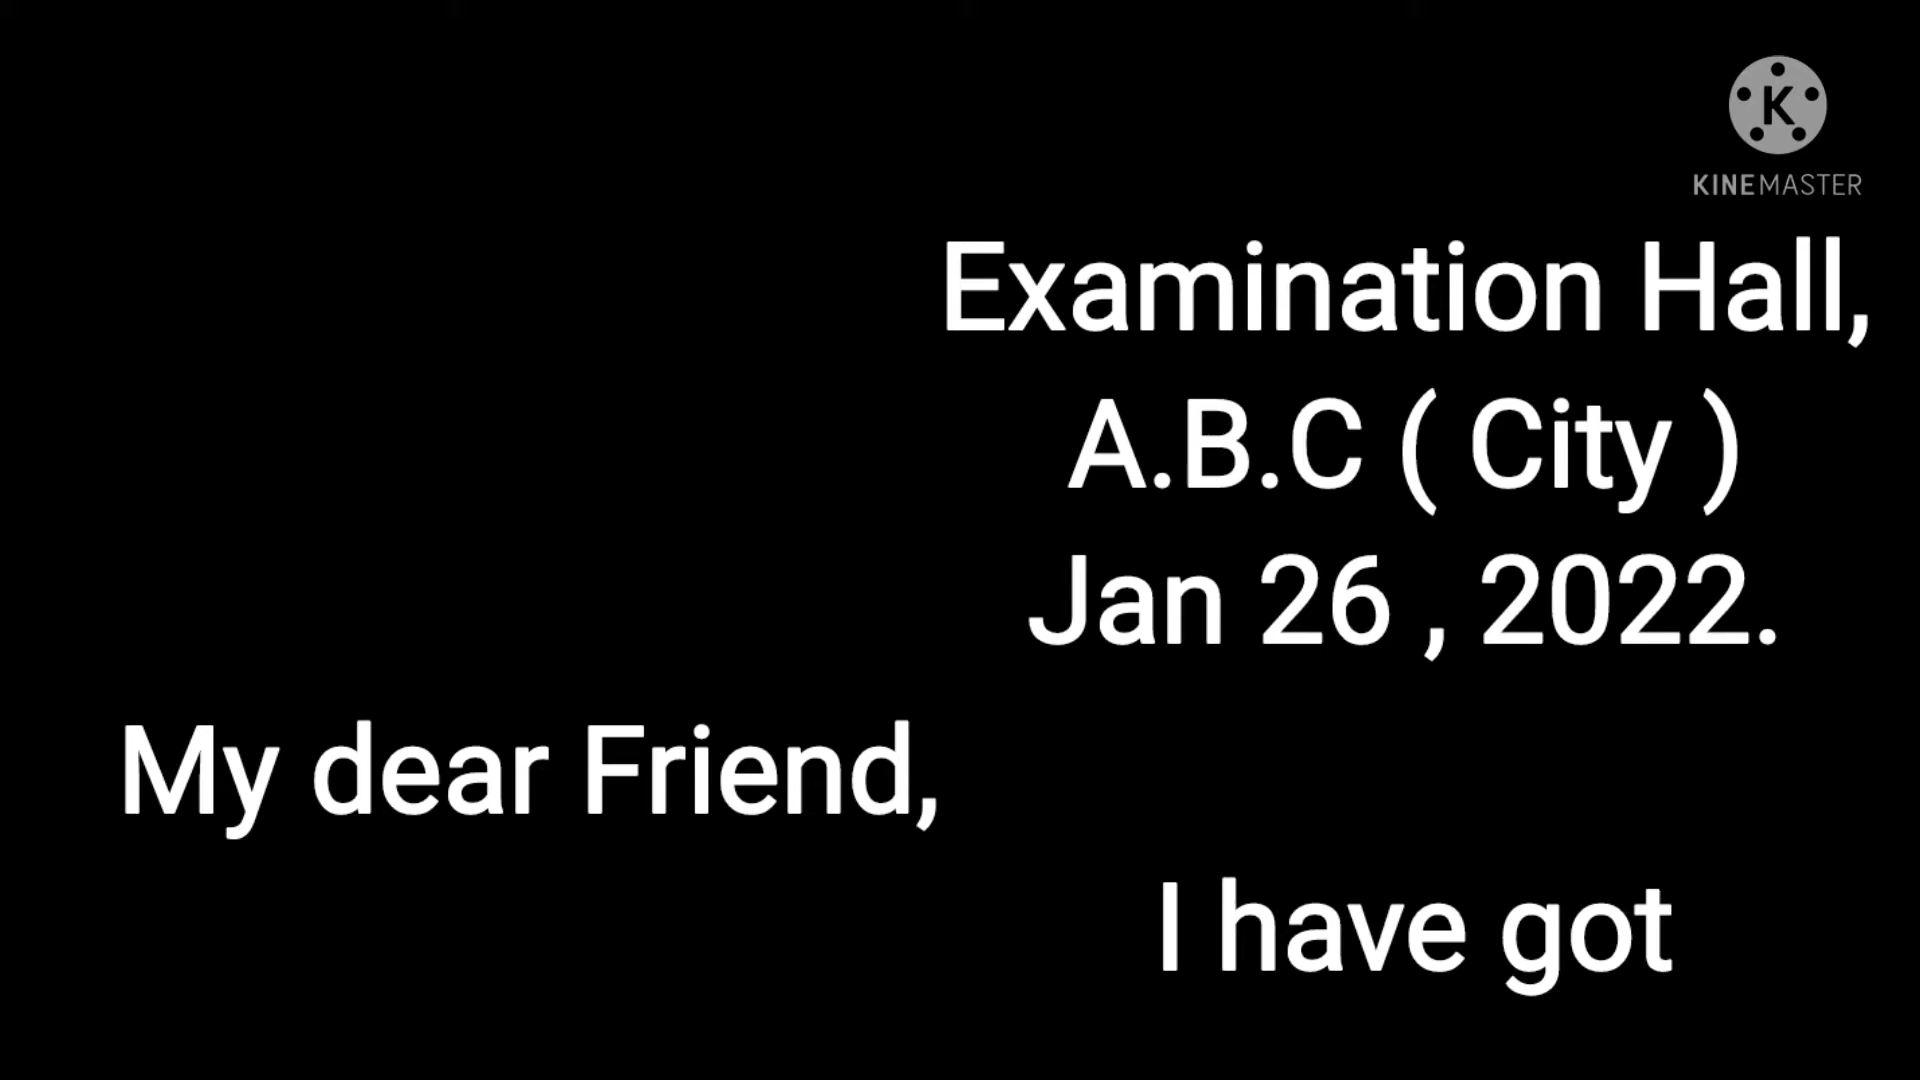 K
KINEMASTER
Examination Hall,
A.B.C ( City )
Jan 26 , 2022.
My dear Friend,
I have got